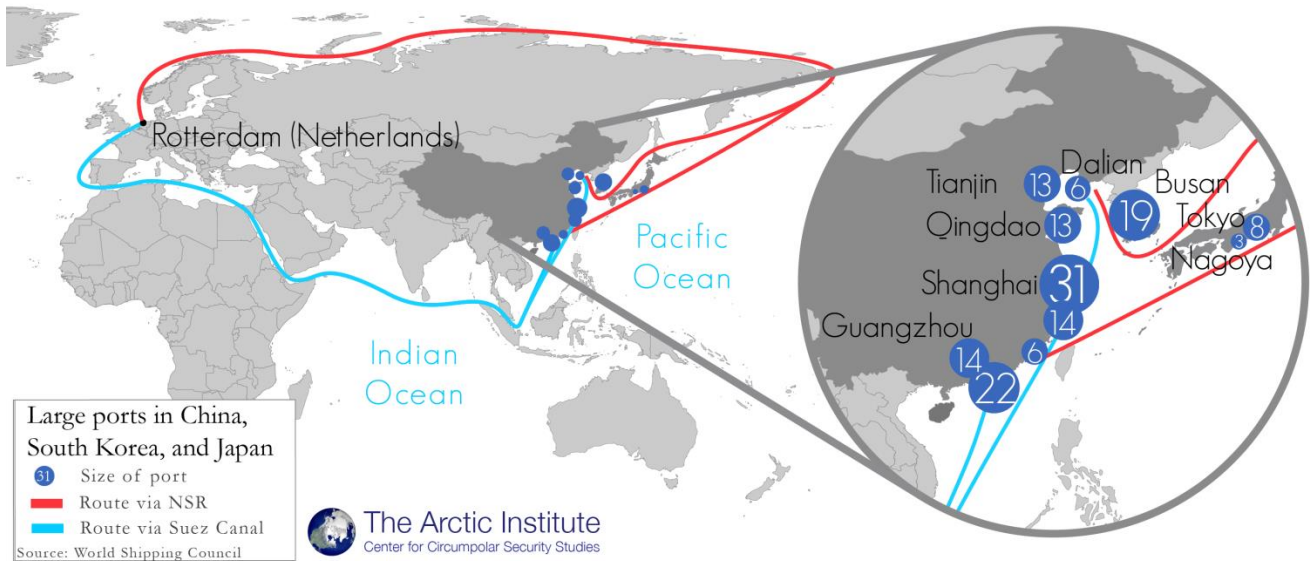 Rotterdam (Netherlands)
Pacific
Ocean
Indian
Ocean
Large ports in China,
South Korea, and Japan
31 Size of port
Route via NSR
Route via Suez Canal
Source: World Shipping Council
The Arctic Institute
Center for Circumpolar Security Studies
Dalian
Tianjin 13 6 Busan
Qingdao 13 19 Tokyo 8
3
Nagoya
Shanghai 31
Guangzhou 14
14 6
22